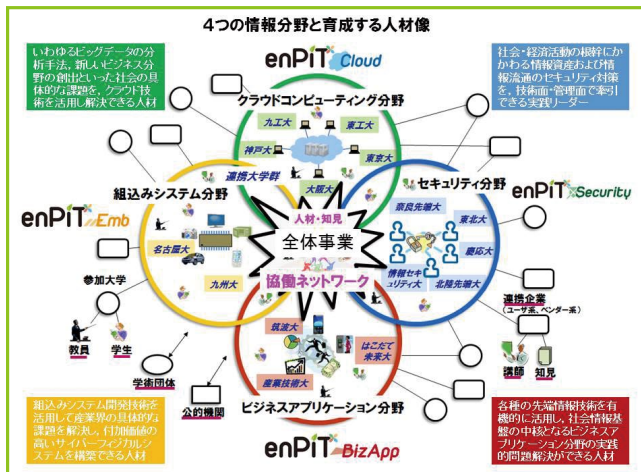 ４つの情報分野と育成する人材像
いわゆるビッグデータの分
析手法，新しいビジネス分
野の創出といった社会の具
体的な課題を，クラウド技
術を活用し解決できる人材
enPiT Cloud
社会・経済活動の根幹にか
かわる情報資産および情
報流通のセキュリティ対策
を，技術面・管理面で牽引
できる実践リーダー
クラウドコンピューティング分野
九工大
東工大
神戸大
東京大
大阪大
連携大学群
組込みシステム分野
セキュリティ分野
enPiT Emb
enPiT Security
人材・知見
全体事業
協働ネットワーク
名古屋大
九州大
奈良先端大
東北大
慶応大
情報セキ
ュリティ大
北陸先端大
参加大学
教員
学生
連携企業
(ユーザ系、ベンダー系)
講師
知見
筑波大
はこだて
未来大
産業技術大
学術団体
公的機関
ビジネスアプリケーション分野
組込みシステム開発技術を
活用して産業界の具体的な
課題を解決し，付加価値の
高いサイバーフィジカルシ
ステムを構築できる人材
enPiT BizApp
各種の先端情報技術を有
機的に活用し，社会情報基
盤の中核となるビジネスア
プリケーション分野の実践
的問題解決ができる人材